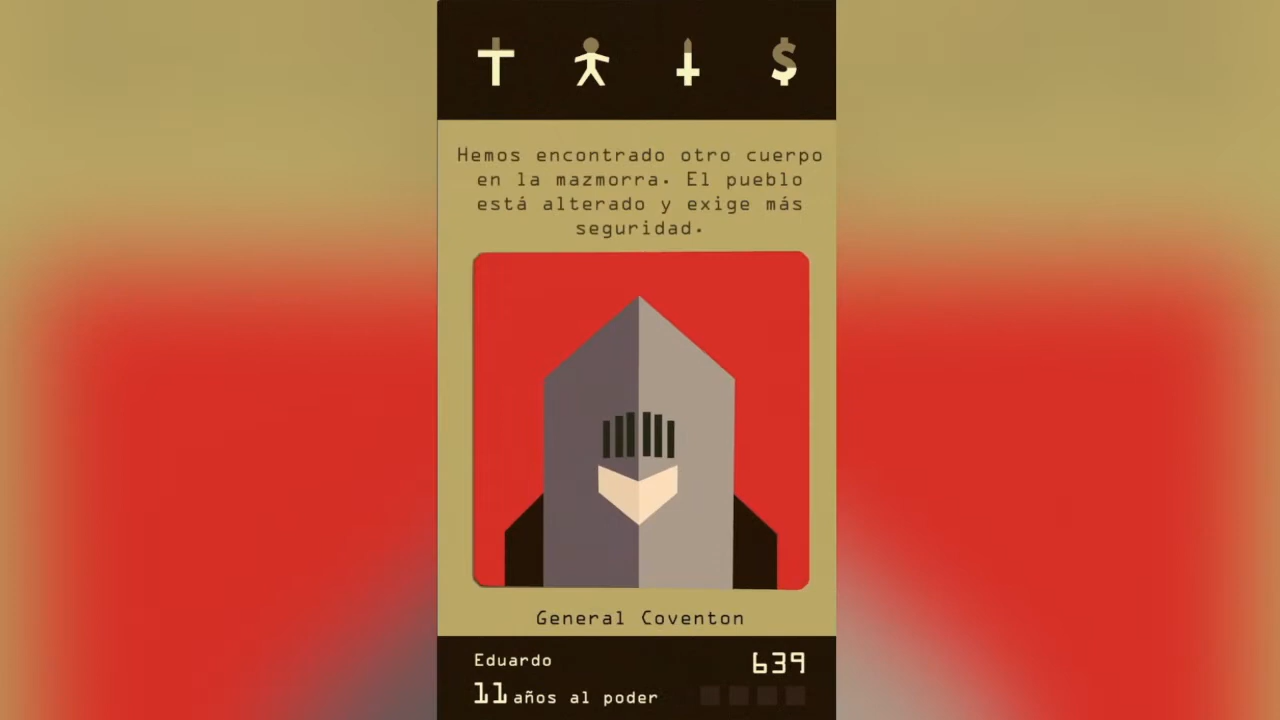 Hemos encontrado otro cuerpo
en la mazmorra. El pueblo
está alterado y exige más
seguridad.
General Coventon
Eduardo
639
11 años al poder